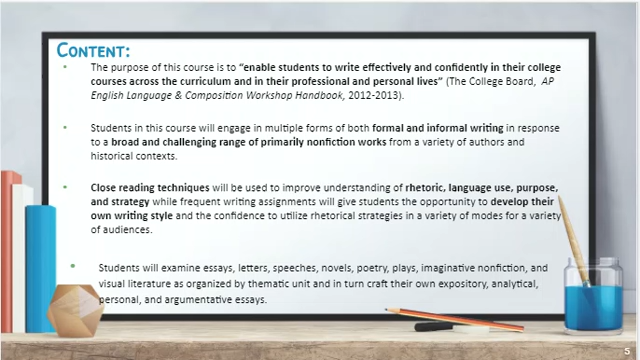 CONTENT:
The purpose of this course is to "enable students to write effectively and confidently in their college
courses across the curriculum and in their professional and personal lives" (The College Board, AP
English Language & Composition Workshop Handbook, 2012-2013).
Students in this course will engage in multiple forms of both formal and informal writing in response
to a broad and challenging range of primarily nonfiction works from a variety of authors and
historical contexts.
Close reading techniques will be used to improve understanding of rhetoric, language use, purpose,
and strategy while frequent writing assignments will give students the opportunity to develop their
own writing style and the confidence to utilize rhetorical strategies in a variety of modes for a variety
of audiences.
Students will examine essays, letters, speeches, novels, poetry, plays, imaginative nonfiction, and
visual literature as organized by thematic unit and in turn craft their own expository, analytical,
personal, and argumentative essays.
5